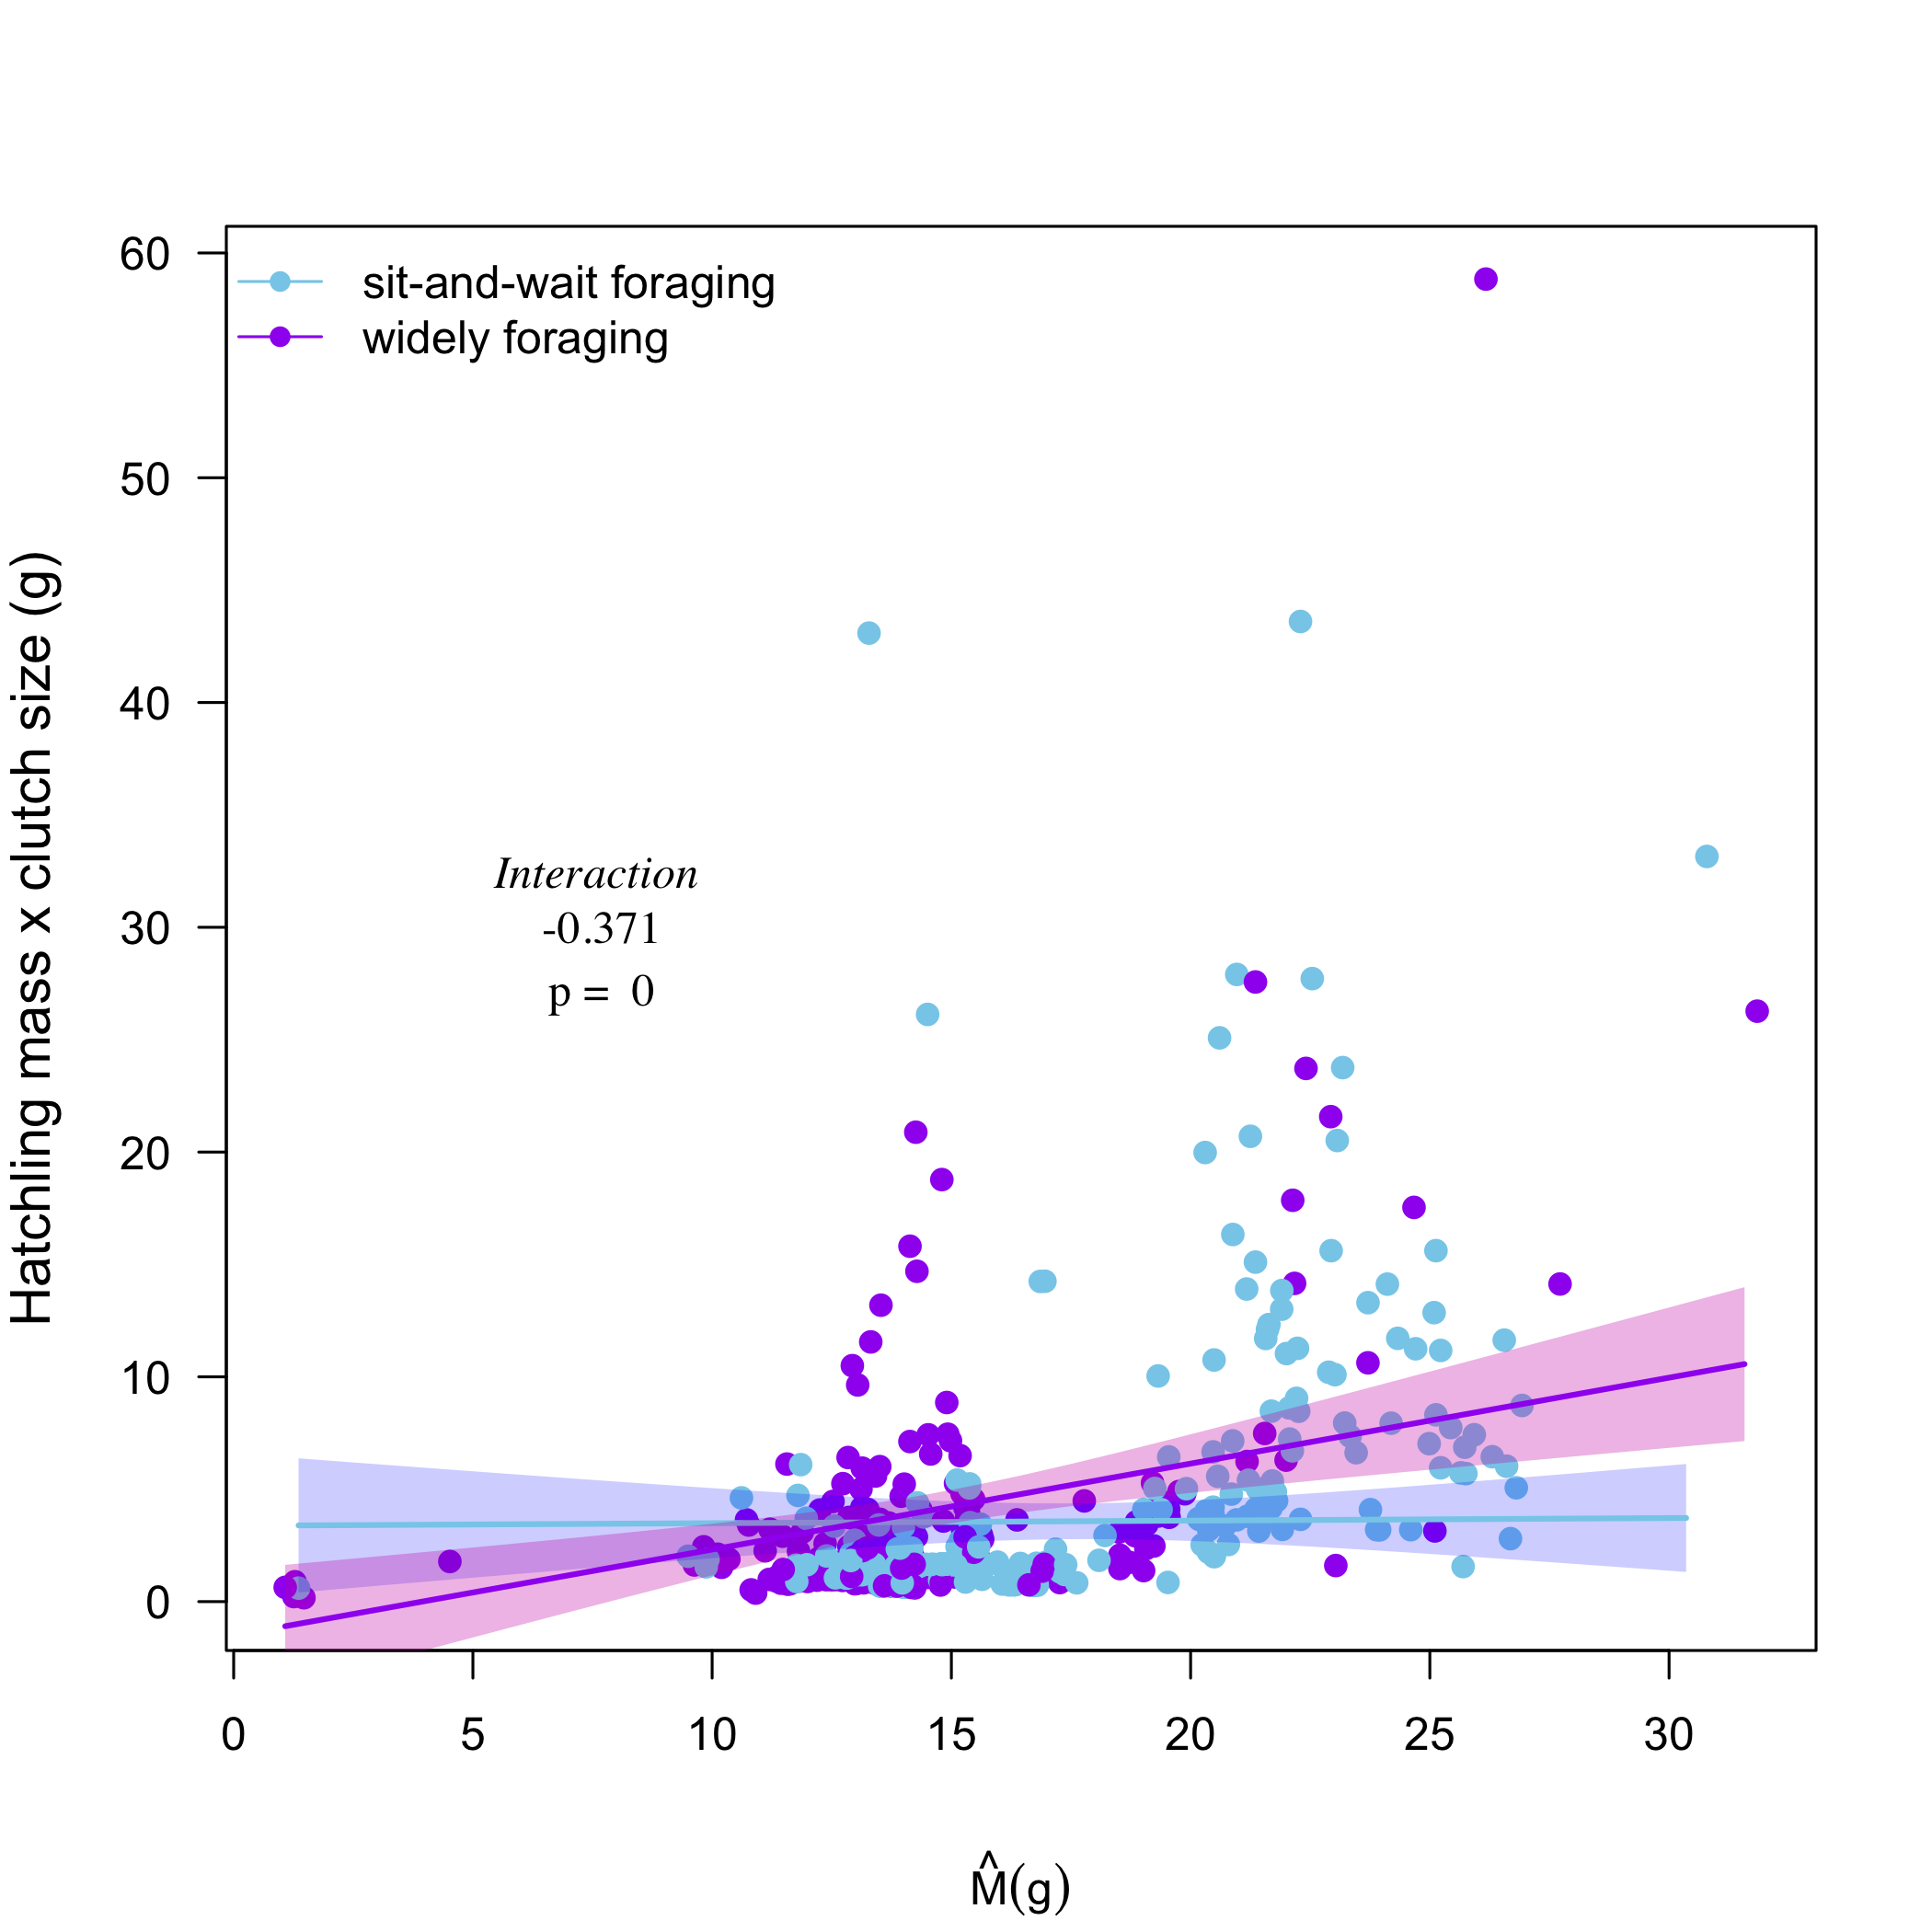 sit-and-wait foraging
widely foraging
60
50
40
30
20
10
0
Hatchling mass x clutch size (g)
Interaction
-0.371
p = 0
0 5 10 15 20 25 30
M̂(g)